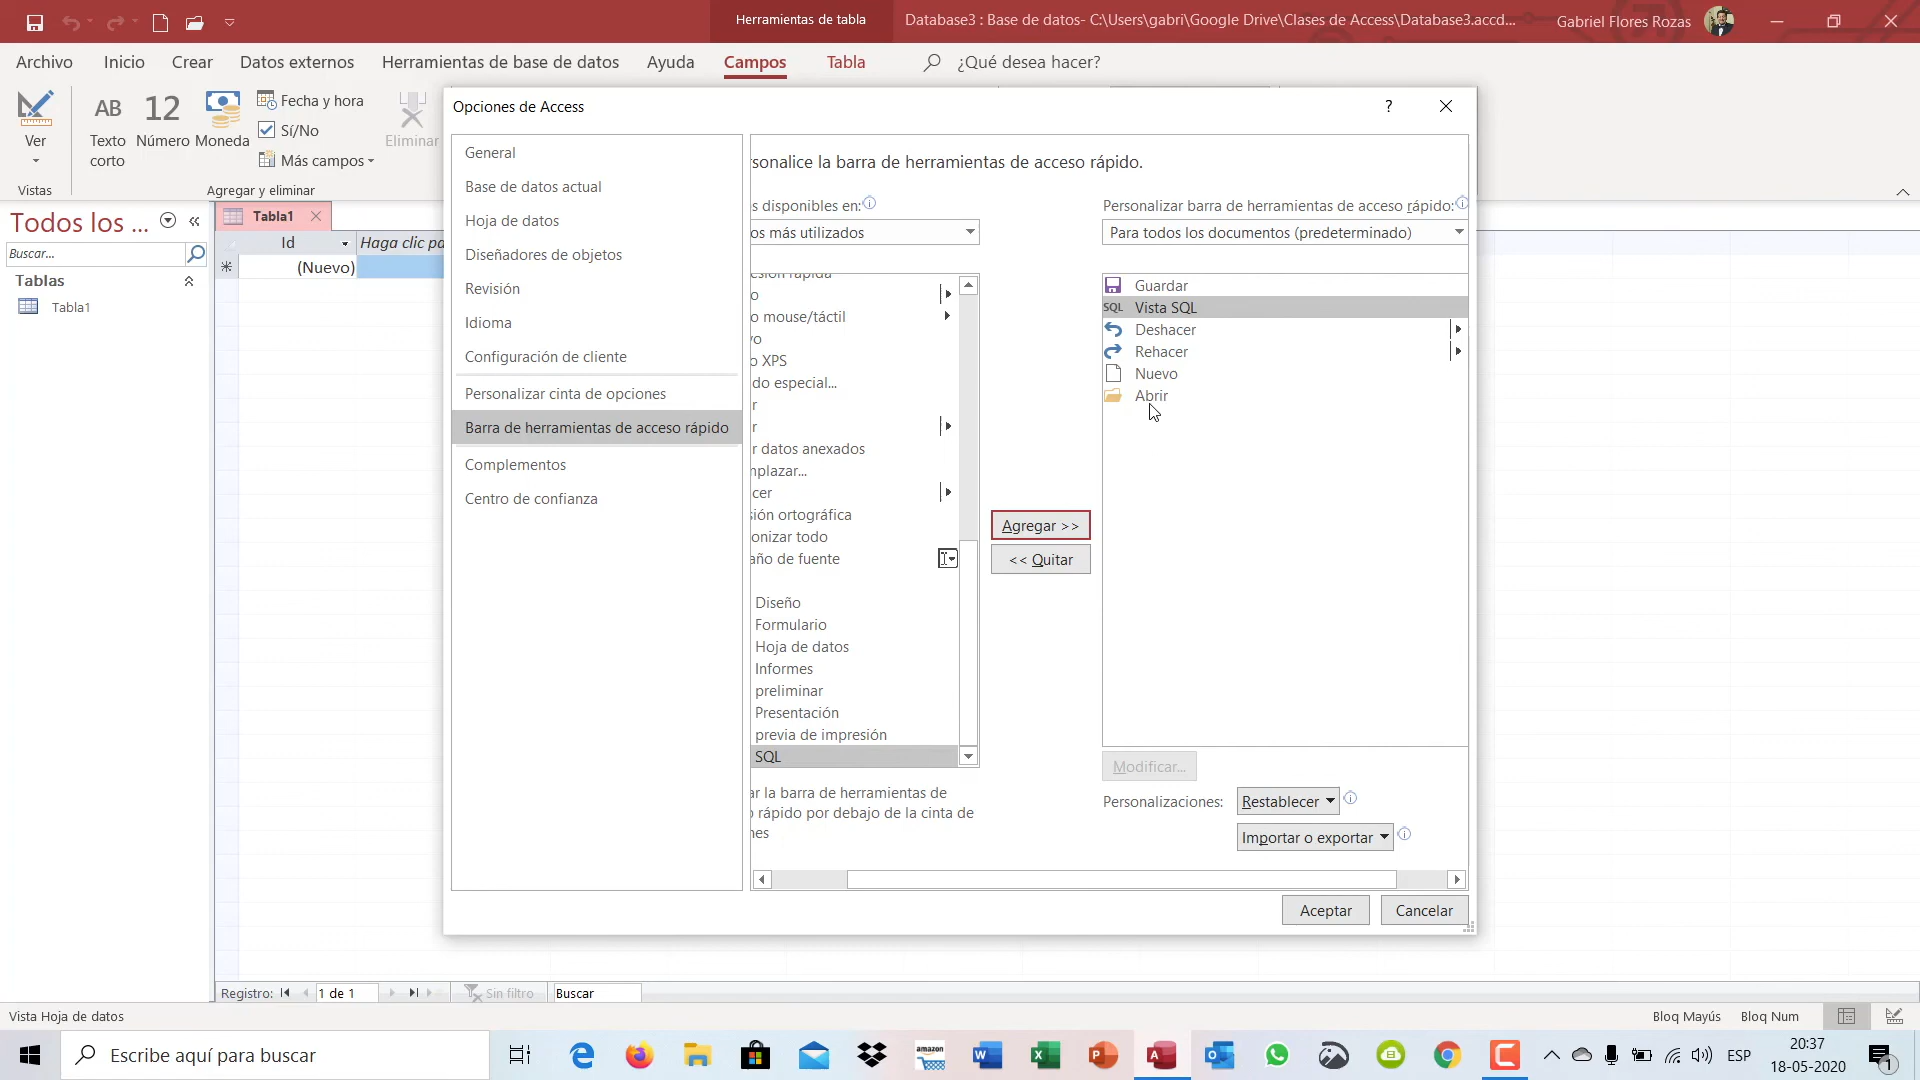 Herramientas de tabla
Database3 : Base de datos- C:\Users\gabri\Google Drive\Clases de Access\Database3.accd...
Gabriel Flores Rozas
Archivo
Inicio
Crear
Datos externos
Herramientas de base de datos
Ayuda
Campos
Tabla
¿Qué desea hacer?
Ver
AB
Texto
corto
12
Número
Moneda
Fecha y hora
Sí/No
Más campos
Eliminar
Vistas
Agregar y eliminar
Todos los ...
Buscar...
Tablas
Tabla1
Tabla1
Id
Haga clic pa
(Nuevo)
Opciones de Access
?
General
Base de datos actual
Hoja de datos
Diseñadores de objetos
Revisión
Idioma
Configuración de cliente
Personalizar cinta de opciones
Barra de herramientas de acceso rápido
Complementos
Centro de confianza
sonalice la barra de herramientas de acceso rápido.
s disponibles en:
os más utilizados
esión rápida
o
o mouse/táctil
vo
o XPS
do especial...
r
r
r datos anexados
nplazar...
cer
sión ortográfica
onizar todo
año de fuente
Diseño
Formulario
Hoja de datos
Informes
preliminar
Presentación
previa de impresión
SQL
ar la barra de herramientas de
o rápido por debajo de la cinta de
nes
Agregar >>
<< Quitar
Personalizar barra de herramientas de acceso rápido:
Para todos los documentos (predeterminado)
Guardar
SQL Vista SQL
Deshacer
Rehacer
Nuevo
Abrir
Modificar...
Personalizaciones:
Restablecer
Importar o exportar
Aceptar
Cancelar
Registro:
1 de 1
Sin filtro
Buscar
Vista Hoja de datos
Bloq Mayús
Bloq Num
Escribe aquí para buscar
amazon
ESP
20:37
18-05-2020
1